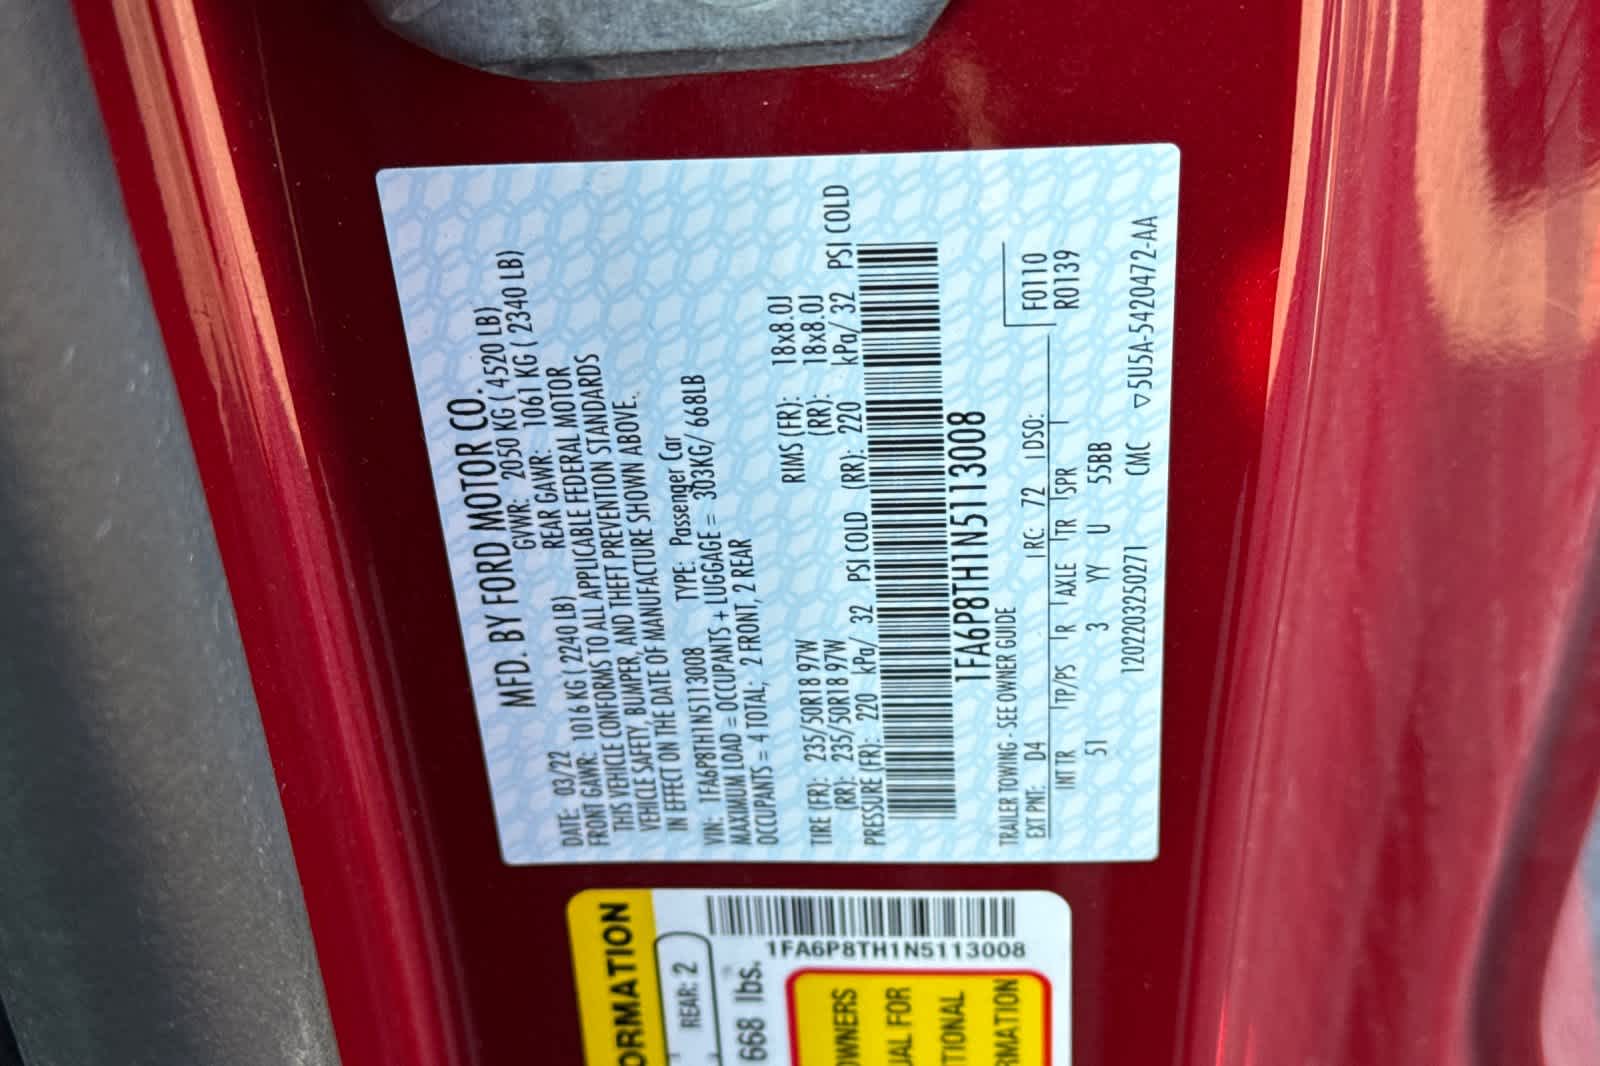 MFD. BY FORD MOTOR CO.
DATE: 03/22 GVWR: 2050 KG ( 4520 LB)
FRONT GAWR: 1016 KG ( 2240 LB) REAR GAWR: 1061 KG ( 2340 LB)
THIS VEHICLE CONFORMS TO ALL APPLICABLE FEDERAL MOTOR
VEHICLE SAFETY, BUMPER, AND THEFT PREVENTION STANDARDS
IN EFFECT ON THE DATE OF MANUFACTURE SHOWN ABOVE.
VIN: 1FA6P8TH1N5113008 TYPE: Passenger Car
MAXIMUM LOAD = OCCUPANTS + LUGGAGE = 303KG/ 668LB
OCCUPANTS = 4 TOTAL; 2 FRONT, 2 REAR
TIRE (FR): 235/50R18 97W RIMS (FR): 18x8.0J
(RR): 235/50R18 97W (RR): 18x8.0J
PRESSURE (FR): 220 kPa/ 32 PSI COLD (RR): 220 kPa/ 32 PSI COLD
1FA6P8TH1N5113008
TRAILER TOWING - SEE OWNER GUIDE
EXT PNT: D4 RC: 72 DSO: F0110
INT TR TP/PS R AXLE TR SPR R0139
51 3 YY U 55BB
12022032502​71 CMC ▽5U5A-5420472-AA
ORMATION
REAR: 2
668 lbs.
1FA6P8TH1N5113008
OWNERS
UAL FOR
TIONAL
RMATION